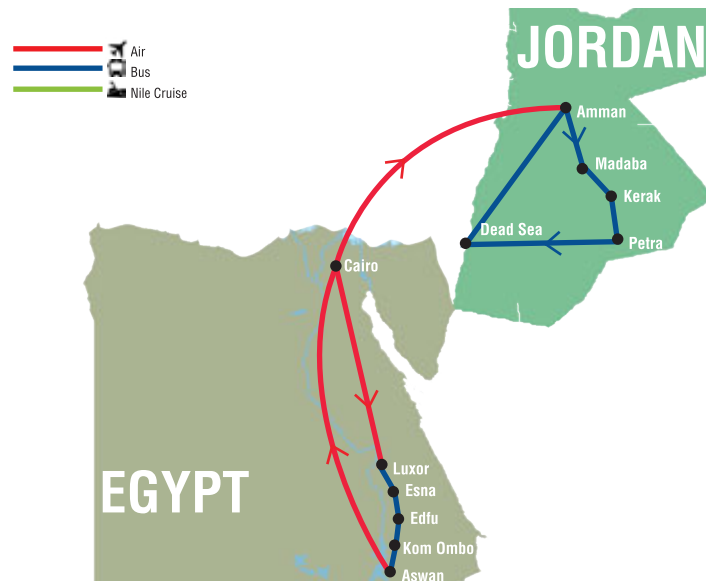 Air
Bus
Nile Cruise
JORDAN
Amman
Madaba
Kerak
Dead Sea
Petra
Cairo
EGYPT
Luxor
Esna
Edfu
Kom Ombo
Aswan